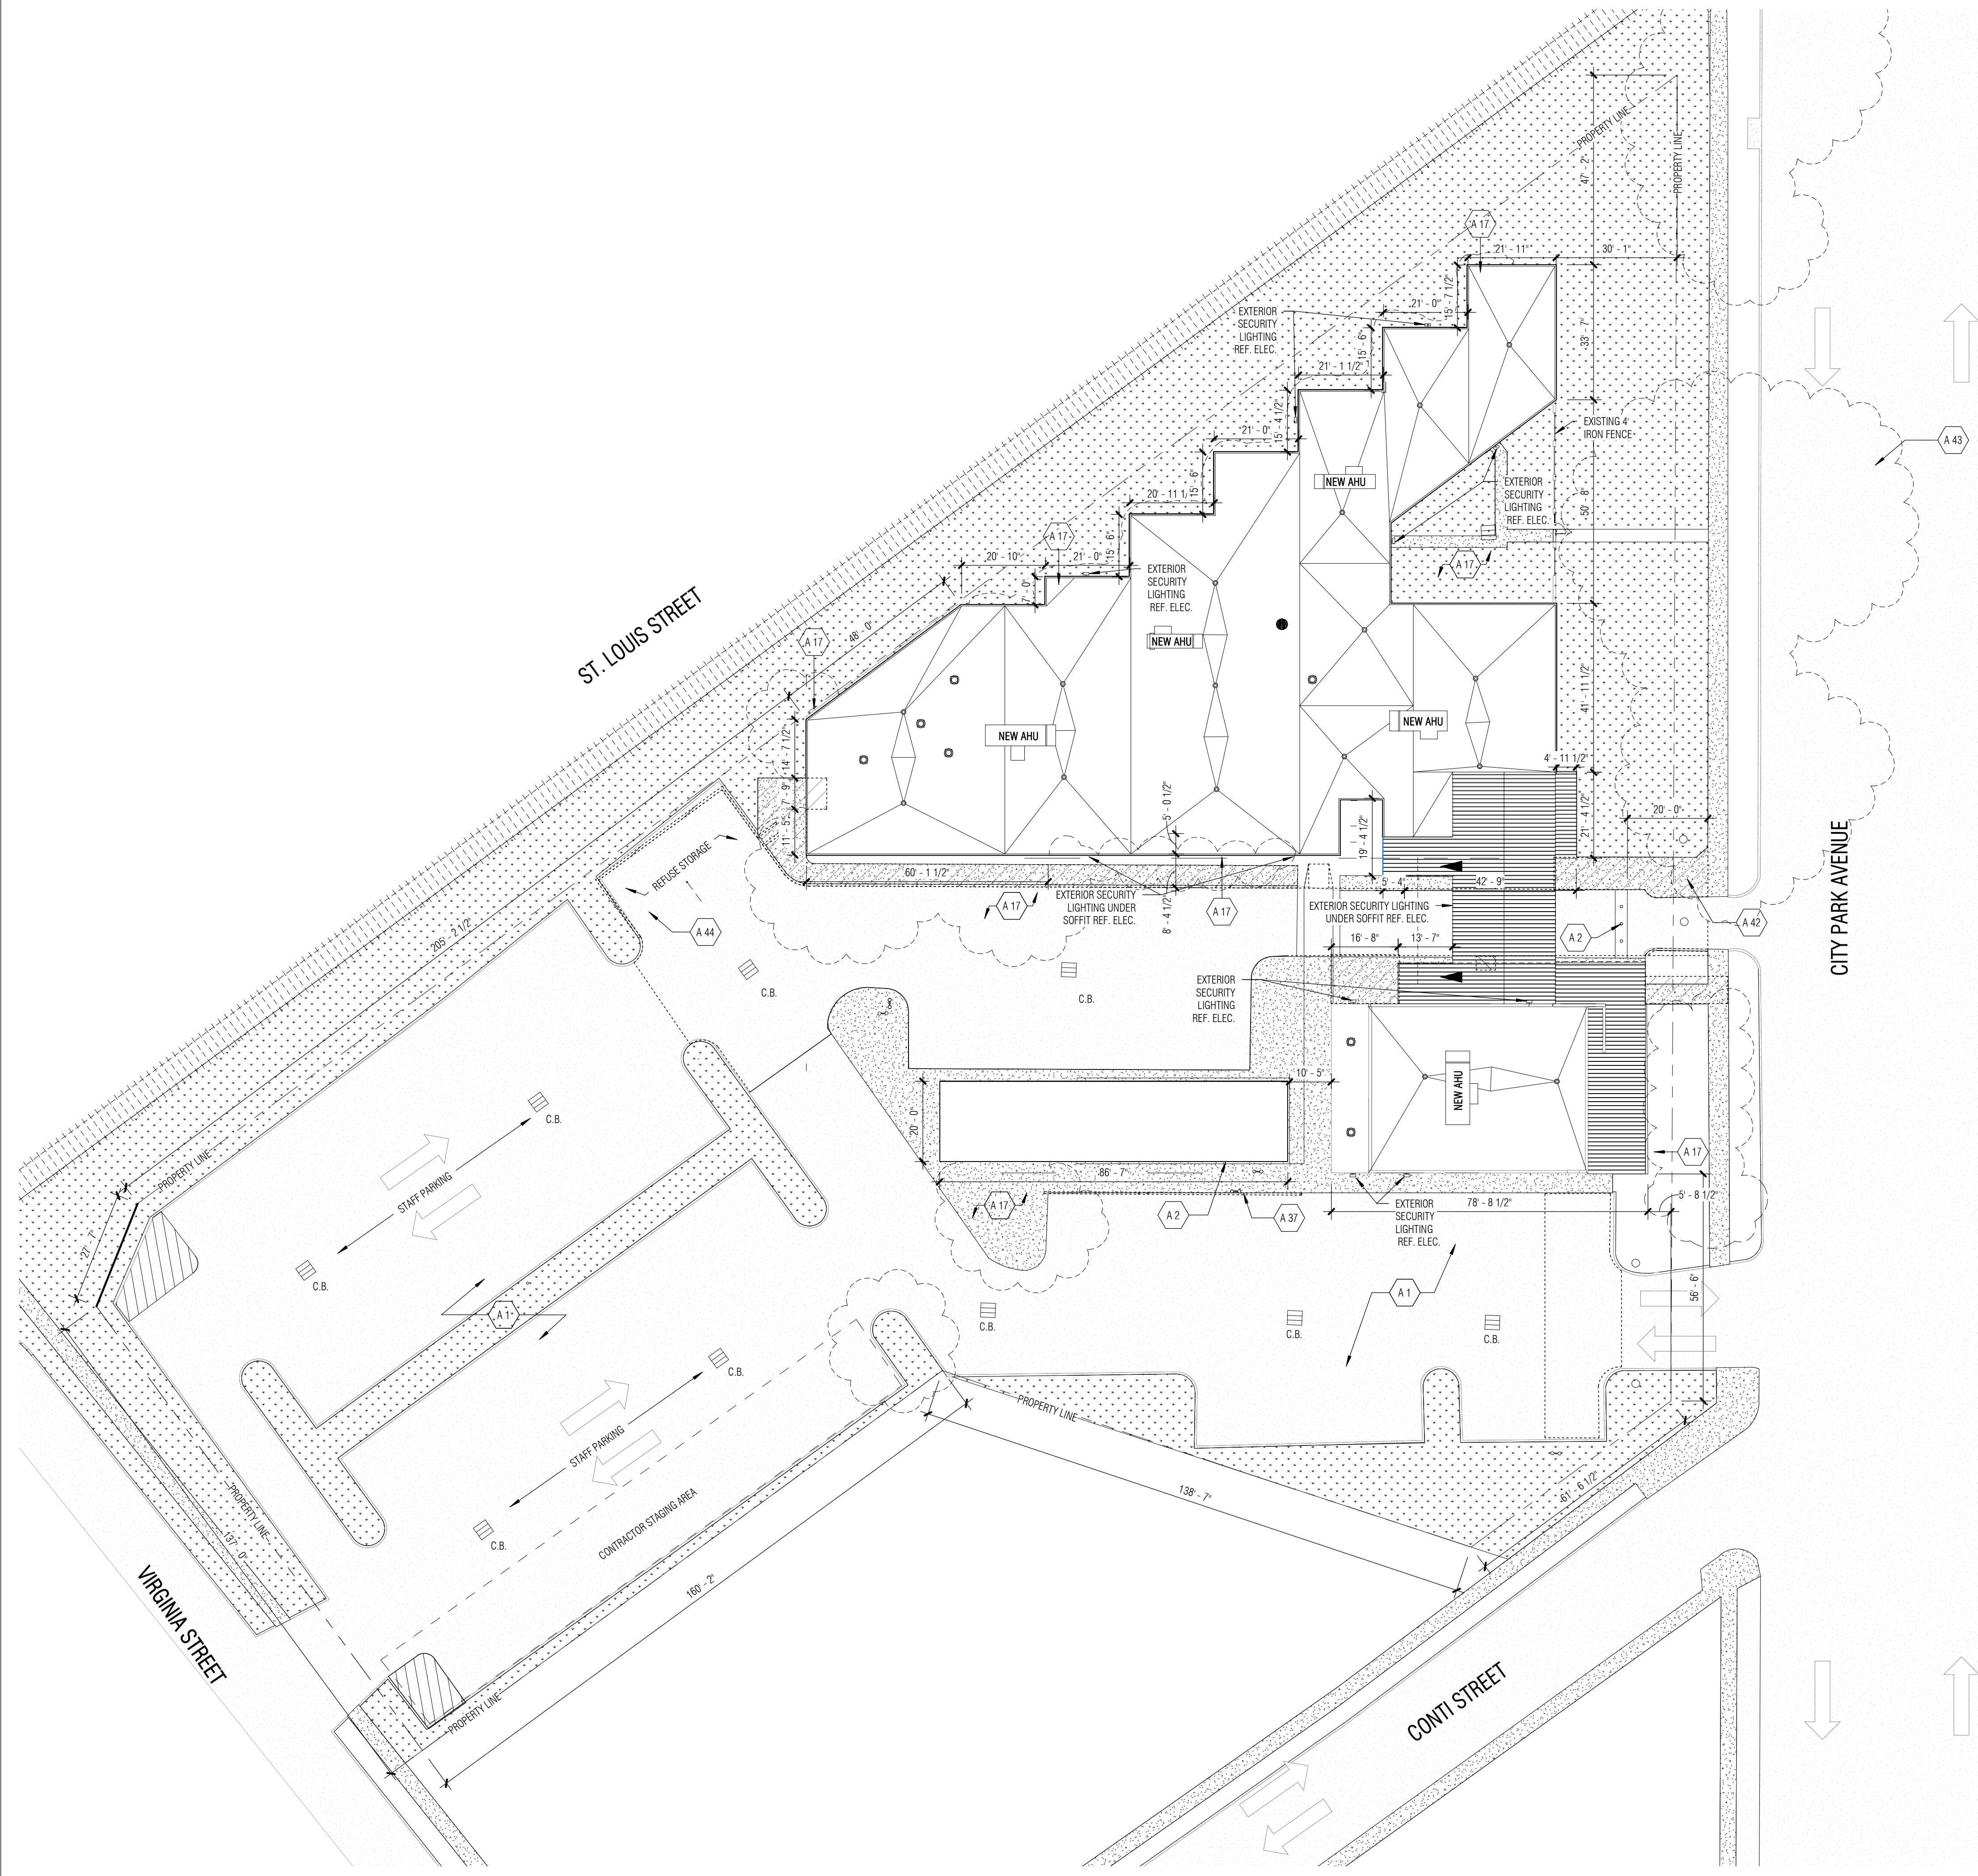 PROPERTY LINE
PROPERTY LINE
47' - 2"
A 17
21' - 11"
30' - 1"
15' - 7 1/2"
21' - 0"
EXTERIOR
SECURITY
LIGHTING
REF. ELEC.
15' - 6"
33' - 7"
21' - 1 1/2"
15' - 4 1/2"
21' - 0"
EXISTING 4'
IRON FENCE
A 43
15' - 6"
NEW AHU
20' - 11 1/
EXTERIOR
SECURITY
LIGHTING
REF. ELEC.
50' - 8"
A 17
15' - 6"
20' - 10"
21' - 0"
7' - 0"
EXTERIOR
SECURITY
LIGHTING
REF. ELEC.
A 17
ST. LOUIS STREET
48' - 0"
A 17
NEW AHU
41' - 11 1/2"
14' - 7 1/2"
NEW AHU
NEW AHU
4' - 11 1/2"
7' - 9"
11' - 5"
5' - 0 1/2"
19' - 4 1/2"
21' - 4 1/2"
20' - 0"
CITY PARK AVENUE
REFUSE STORAGE
60' - 1 1/2"
5' - 4"
42' - 9"
A 17
EXTERIOR SECURITY
LIGHTING UNDER
SOFFIT REF. ELEC.
8' - 4 1/2"
A 17
EXTERIOR SECURITY LIGHTING
UNDER SOFFIT REF. ELEC.
A 42
A 44
A 2
16' - 8"
13' - 7"
205' - 2 1/2"
C.B.
C.B.
EXTERIOR
SECURITY
LIGHTING
REF. ELEC.
10' - 5"
NEW AHU
C.B.
20' - 0"
86' - 7"
A 17
PROPERTY LINE
STAFF PARKING
A 17
A 2
A 37
EXTERIOR
SECURITY
LIGHTING
REF. ELEC.
78' - 8 1/2"
5' - 8 1/2"
27' - 7"
C.B.
A 1
A 1
56' - 6"
C.B.
C.B.
C.B.
C.B.
PROPERTY LINE
STAFF PARKING
138' - 7"
61' - 6 1/2"
PROPERTY LINE
137' - 0"
C.B.
CONTRACTOR STAGING AREA
160' - 2"
VIRGINIA STREET
PROPERTY LINE
CONTI STREET